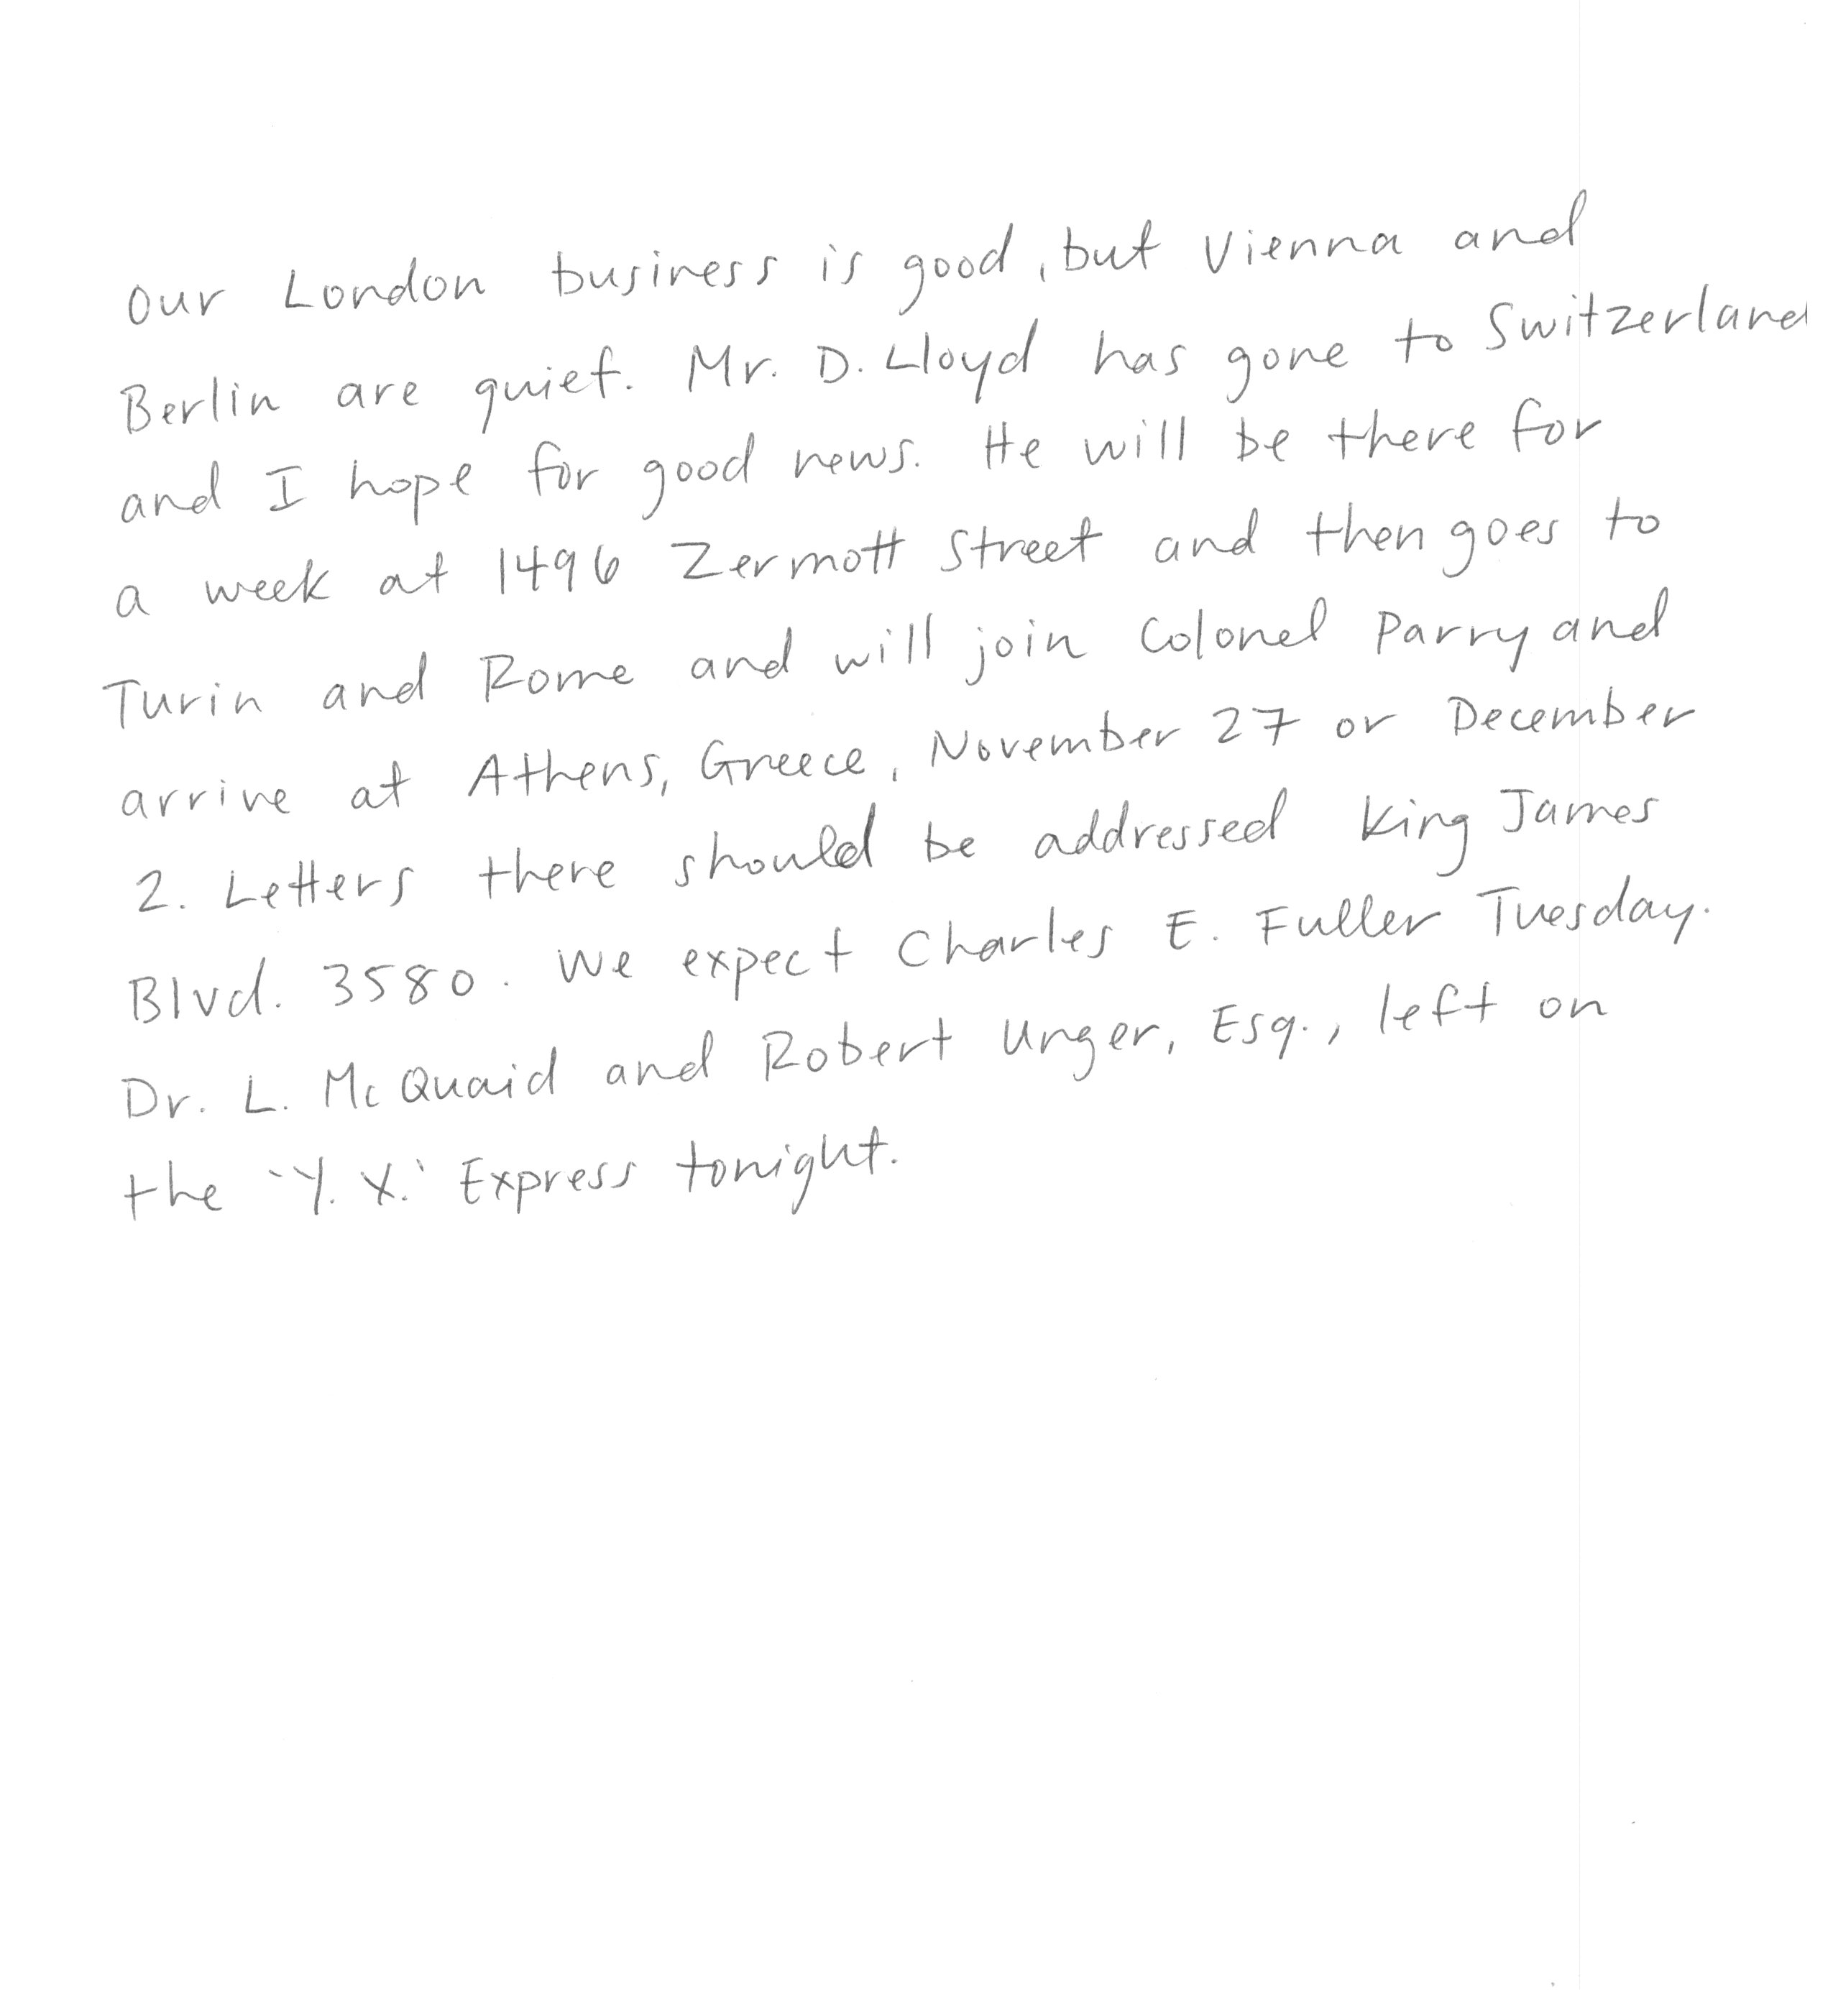 Our London business is good, but Vienna and
Berlin are quiet. Mr. D. Lloyd has gone to Switzerland
and I hope for good news. He will be there for
a week at 1496 Zermott Street and then goes to
Turin and Rome and will join Colonel Parry and
arrive at Athens, Greece, November 27 or December
2. Letters there should be addressed King James
Blvd. 3580. We expect Charles E. Fuller Tuesday.
Dr. L. McQuaid and Robert Unger, Esq., left on
the 'Y. X.' Express tonight.